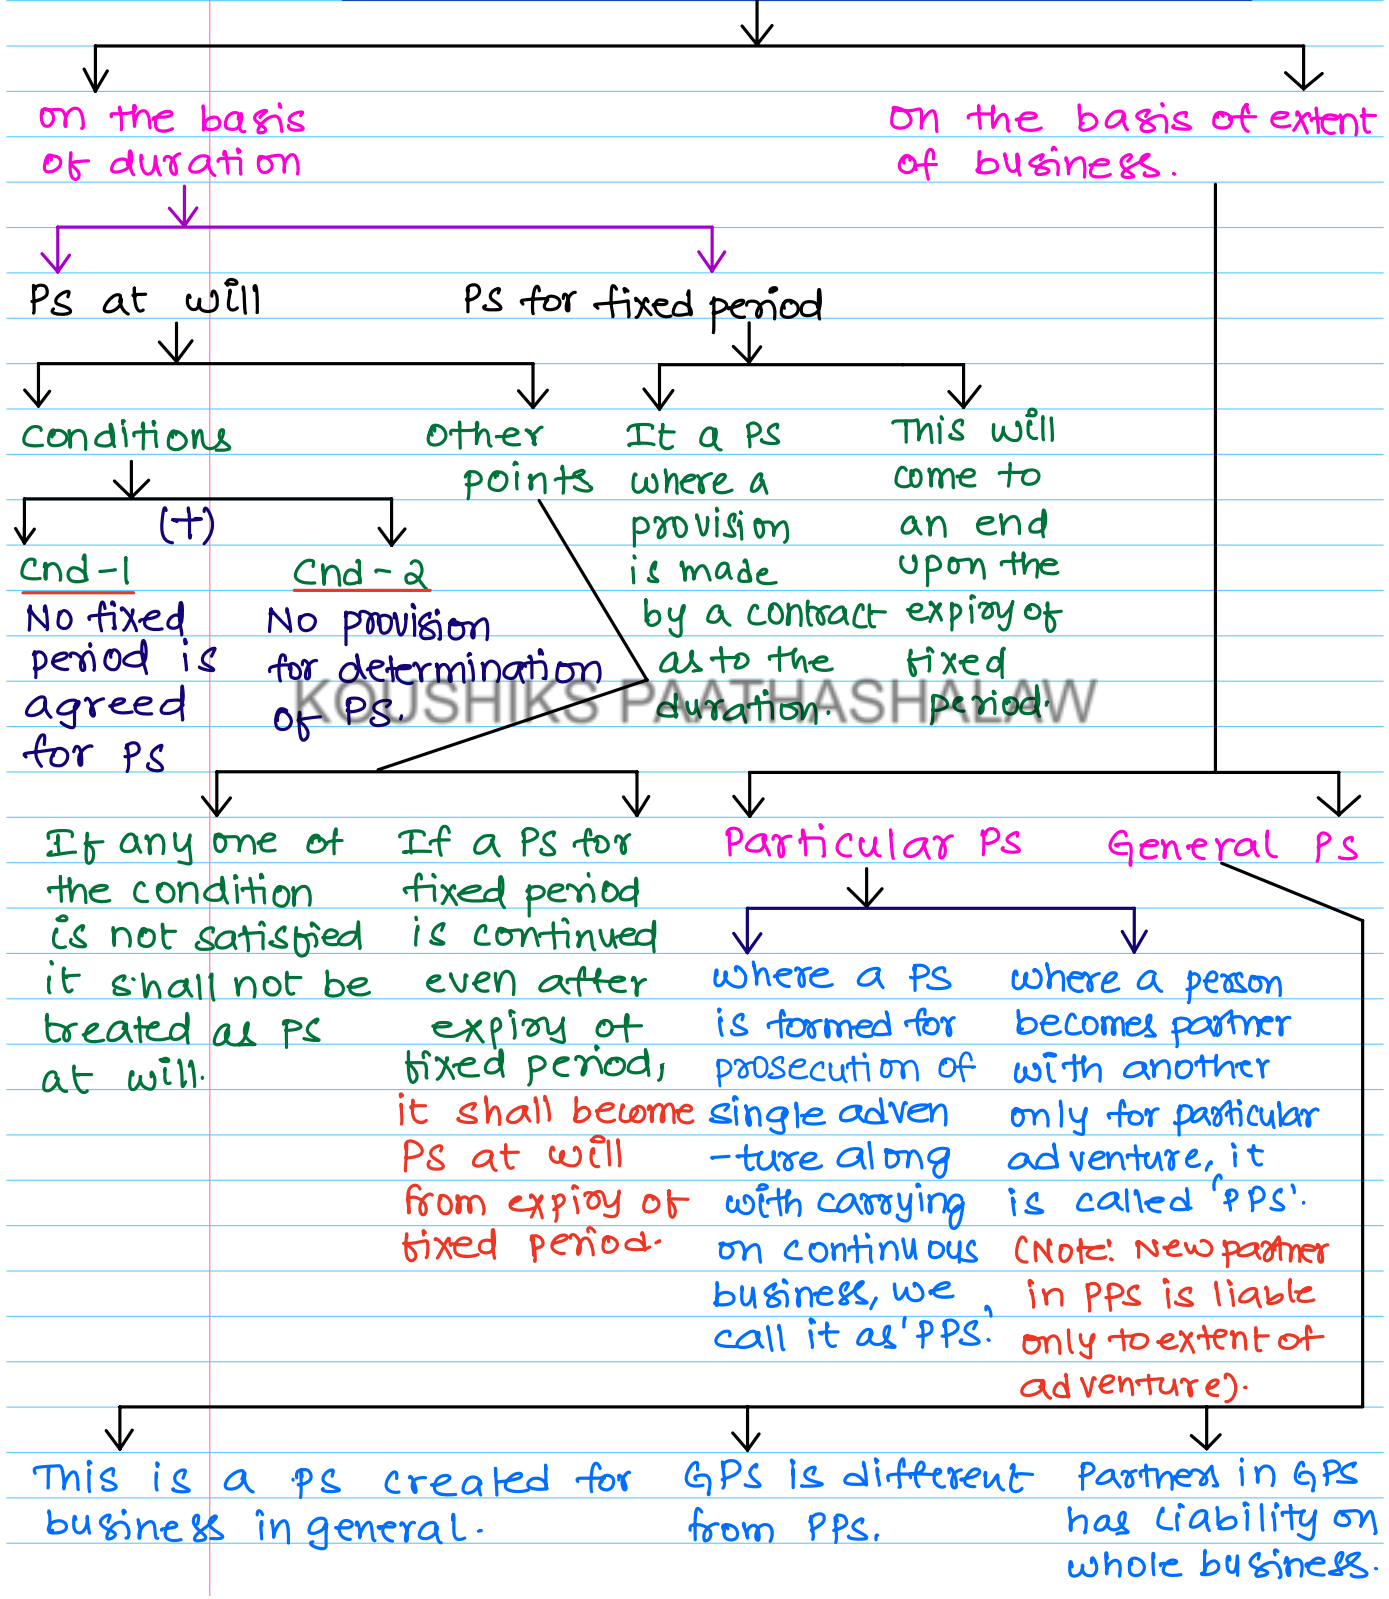 on the basis
of duration
on the basis of extent
of business.
PS at will
PS for fixed period
conditions
other
points
It a PS
where a
provision
is made
by a contract
as to the
duration.
This will
come to
an end
upon the
expiry of
fixed
period.
(+)
Cnd-1
No fixed
period is
agreed
for PS
Cnd-2
No provision
for determination
of PS.
KOUSHIKS PAATHASHALAW
If any one of
the condition
is not satisfied
it shall not be
treated as PS
at will.
If a PS for
fixed period
is continued
even after
expiry of
fixed period,
it shall become
PS at will
from expiry of
fixed period.
Particular PS
General PS
where a PS
is formed for
prosecution of
single adven
-ture along
with carrying
on continuous
business, we
call it as 'PPS.'
where a person
becomes partner
with another
only for particular
adventure, it
is called 'PPS'.
(Note: New partner
in PPS is liable
only to extent of
adventure).
This is a PS created for
business in general.
GPS is different
from PPS.
Partners in GPS
has Liability on
whole business.